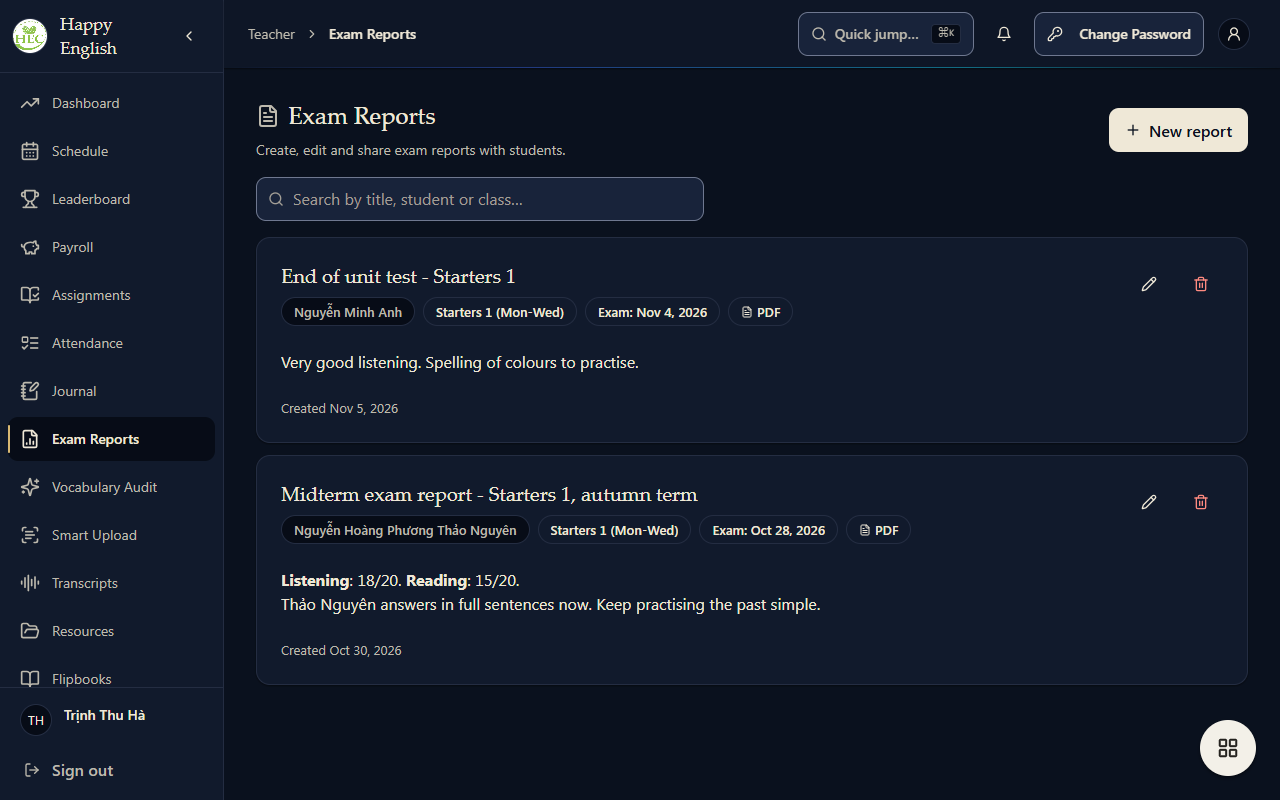 HEC
Happy
English
Teacher
Exam Reports
Quick jump...
⌘K
Change Password
Dashboard
Schedule
Leaderboard
Payroll
Assignments
Attendance
Journal
Exam Reports
Vocabulary Audit
Smart Upload
Transcripts
Resources
Flipbooks
TH
Trịnh Thu Hà
Sign out
Exam Reports
Create, edit and share exam reports with students.
New report
Search by title, student or class...
End of unit test - Starters 1
Nguyễn Minh Anh
Starters 1 (Mon-Wed)
Exam: Nov 4, 2026
PDF
Very good listening. Spelling of colours to practise.
Created Nov 5, 2026
Midterm exam report - Starters 1, autumn term
Nguyễn Hoàng Phương Thảo Nguyên
Starters 1 (Mon-Wed)
Exam: Oct 28, 2026
PDF
Listening: 18/20. Reading: 15/20.
Thảo Nguyên answers in full sentences now. Keep practising the past simple.
Created Oct 30, 2026